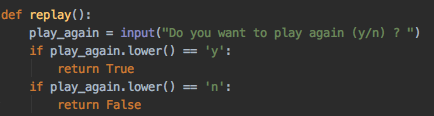 def replay():
    play_again = input("Do you want to play again (y/n) ? ")
    if play_again.lower() == 'y':
        return True
    if play_again.lower() == 'n':
        return False